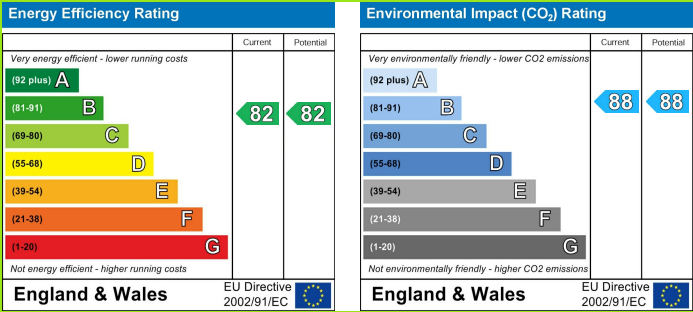 Energy Efficiency Rating
Current Potential
Very energy efficient - lower running costs
(92 plus) A
(81-91) B
(69-80) C
(55-68) D
(39-54) E
(21-38) F
(1-20) G
82 82
Not energy efficient - higher running costs
England & Wales
EU Directive
2002/91/EC
Environmental Impact (CO₂) Rating
Current Potential
Very environmentally friendly - lower CO2 emissions
(92 plus) A
(81-91) B
(69-80) C
(55-68) D
(39-54) E
(21-38) F
(1-20) G
88 88
Not environmentally friendly - higher CO2 emissions
England & Wales
EU Directive
2002/91/EC